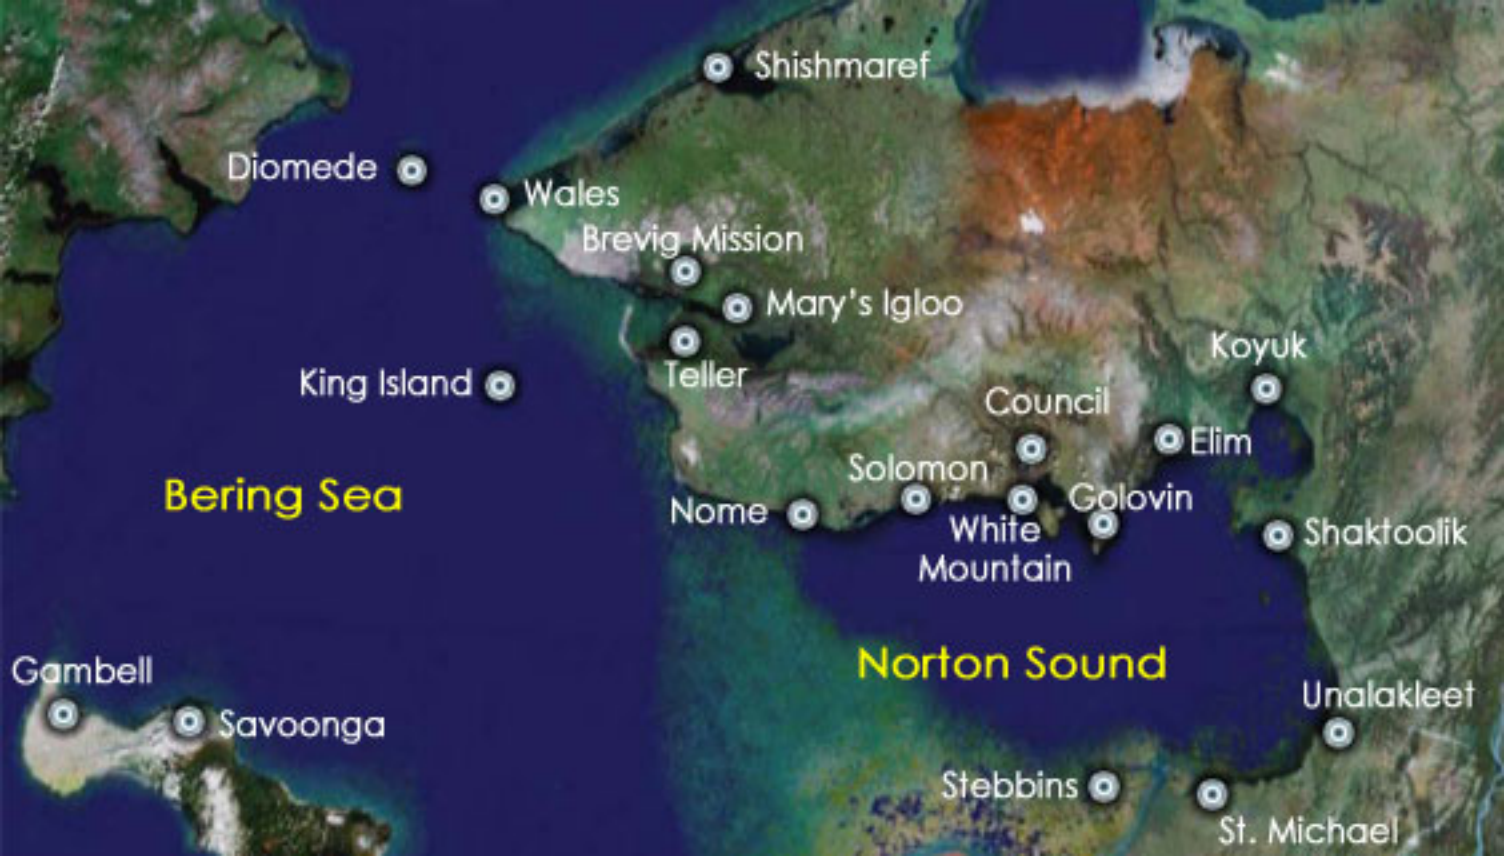 Shishmaref
Diomede
Wales
Brevig Mission
Mary's Igloo
Koyuk
Teller
King Island
Council
Elim
Solomon
Bering Sea
Golovin
Nome
White
Mountain
Shaktoolik
Norton Sound
Gambell
Unalakleet
Savoonga
Stebbins
St. Michael